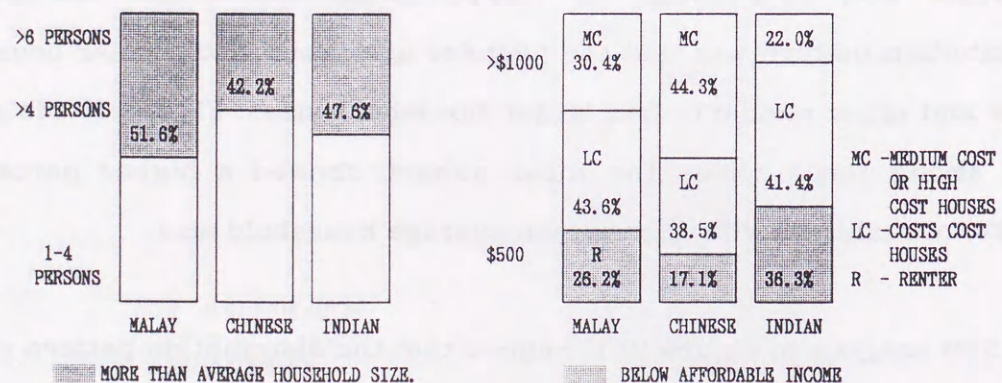 >6 PERSONS
>4 PERSONS
1-4
PERSONS
51.6%
42.2%
47.6%
MALAY CHINESE INDIAN
MORE THAN AVERAGE HOUSEHOLD SIZE.
>$1000
$500
MC
30.4%
LC
43.6%
R
26.2%
MC
44.3%
LC
38.5%
17.1%
22.0%
LC
41.4%
36.3%
MALAY CHINESE INDIAN
BELOW AFFORDABLE INCOME
MC -MEDIUM COST
OR HIGH
COST HOUSES
LC -COSTS COST
HOUSES
R - RENTER